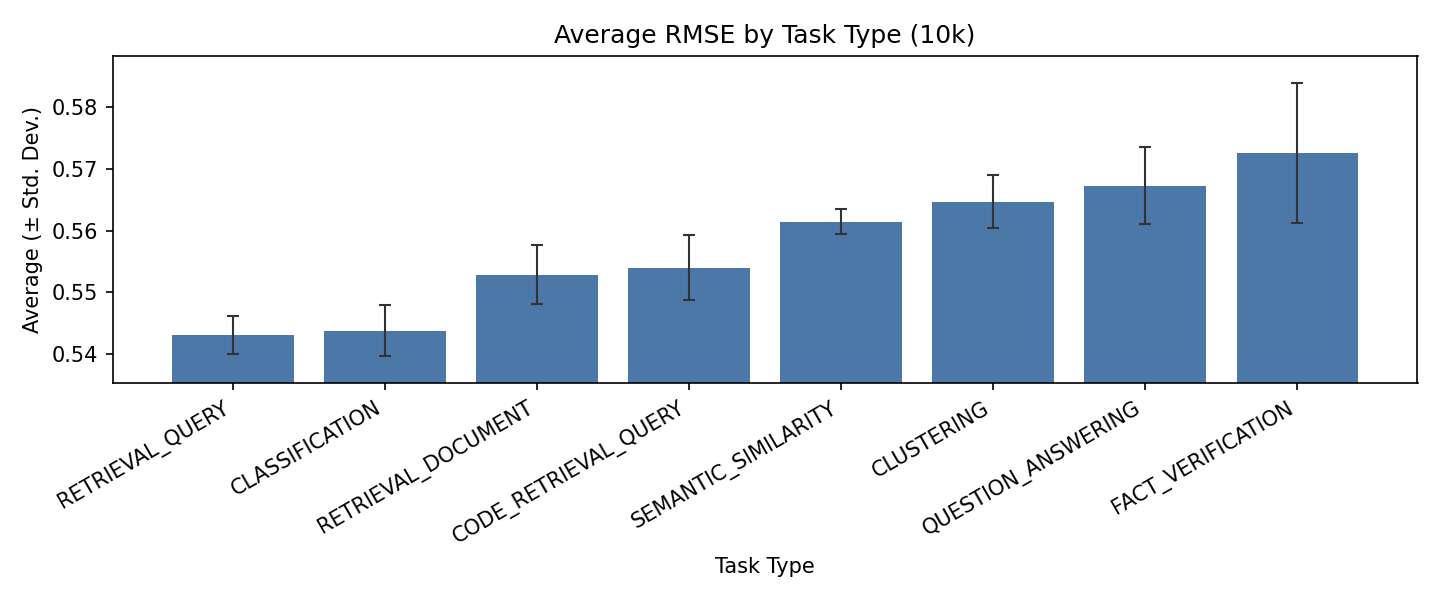 Average RMSE by Task Type (10k)
Average (± Std. Dev.)
0.58
0.57
0.56
0.55
0.54
RETRIEVAL_QUERY
CLASSIFICATION
RETRIEVAL_DOCUMENT
CODE_RETRIEVAL_QUERY
SEMANTIC_SIMILARITY
CLUSTERING
QUESTION_ANSWERING
FACT_VERIFICATION
Task Type